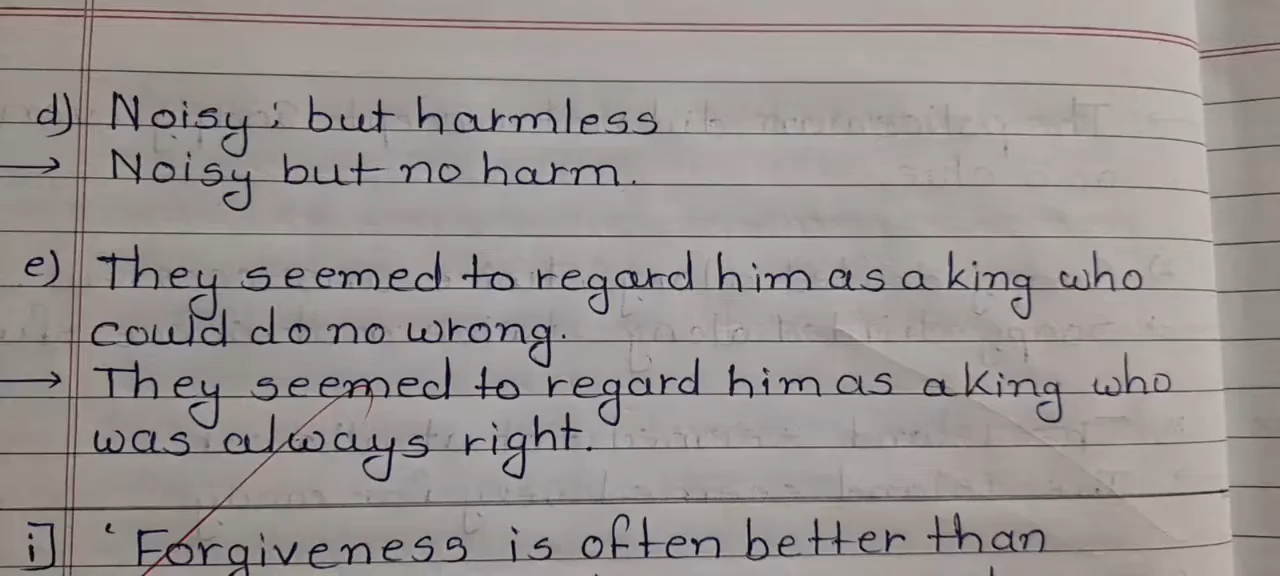 d) Noisy; but harmless
→ Noisy but no harm.
e) They seemed to regard him as a king who
could do no wrong.
→ They seemed to regard him as a king who
was always right.
i] 'Forgiveness is often better than